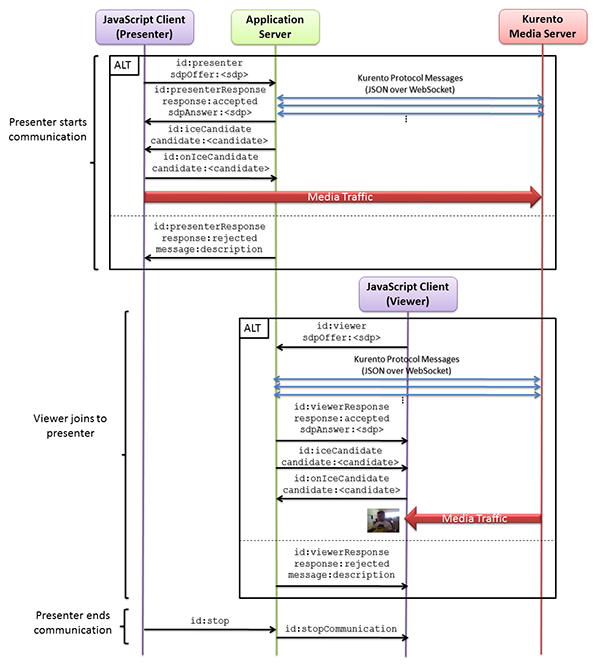 JavaScript Client
(Presenter)
Application
Server
Kurento
Media Server
ALT
id:presenter
sdpOffer:<sdp>
Kurento Protocol Messages
(JSON over WebSocket)
id:presenterResponse
response:accepted
sdpAnswer:<sdp>
Presenter starts
communication
id:iceCandidate
candidate:<candidate>
id:onIceCandidate
candidate:<candidate>
Media Traffic
id:presenterResponse
response:rejected
message:description
JavaScript Client
(Viewer)
ALT
id:viewer
sdpOffer:<sdp>
Kurento Protocol Messages
(JSON over WebSocket)
id:viewerResponse
response:accepted
sdpAnswer:<sdp>
Viewer joins to
presenter
id:iceCandidate
candidate:<candidate>
id:onIceCandidate
candidate:<candidate>
Media Traffic
id:viewerResponse
response:rejected
message:description
Presenter ends
communication
id:stop
id:stopCommunication